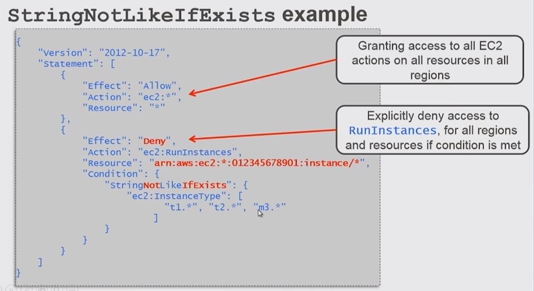 StringNotLikeIfExists example
{
"Version": "2012-10-17",
"Statement": [
{
"Effect": "Allow",
"Action": "ec2:*",
"Resource": "*"
},
{
"Effect": "Deny",
"Action": "ec2:RunInstances",
"Resource": "arn:aws:ec2:*:012345678901:instance/*",
"Condition": {
"StringNotLikeIfExists": {
"ec2:InstanceType": [
"t1.*", "t2.*", "m3.*"
]
}
}
}
]
}
Granting access to all EC2
actions on all resources in all
regions
Explicitly deny access to
RunInstances, for all regions
and resources if condition is met